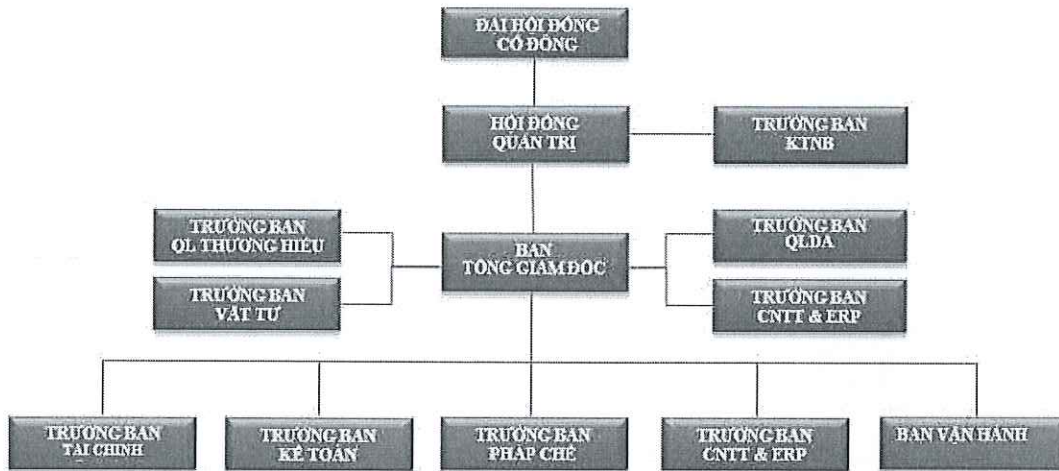 ĐẠI HỘI ĐỒNG
CỔ ĐÔNG
HỘI ĐỒNG
QUẢN TRỊ
TRƯỞNG BAN
KTNB
TRƯỞNG BAN
QL THƯƠNG HIỆU
BAN
TỔNG GIÁM ĐỐC
TRƯỞNG BAN
QLDA
TRƯỞNG BAN
VẬT TƯ
TRƯỞNG BAN
CNTT & ERP
TRƯỞNG BAN
TÀI CHÍNH
TRƯỞNG BAN
KẾ TOÁN
TRƯỞNG BAN
PHÁP CHẾ
TRƯỞNG BAN
CNTT & ERP
BAN VẬN HÀNH